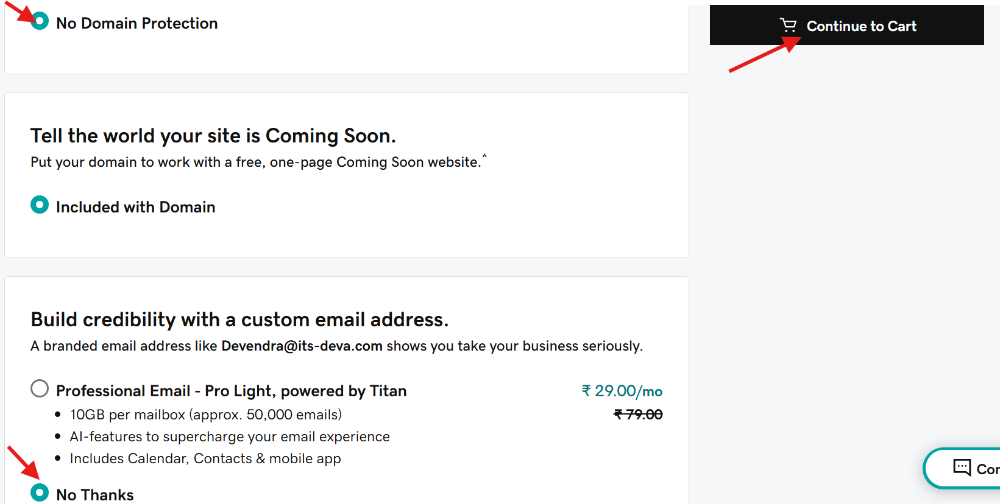 No Domain Protection
Continue to Cart
Tell the world your site is Coming Soon.
Put your domain to work with a free, one-page Coming Soon website.^
Included with Domain
Build credibility with a custom email address.
A branded email address like Devendra@its-deva.com shows you take your business seriously.
Professional Email - Pro Light, powered by Titan
₹ 29.00/mo
10GB per mailbox (approx. 50,000 emails)
₹ 79.00
AI-features to supercharge your email experience
Includes Calendar, Contacts & mobile app
No Thanks